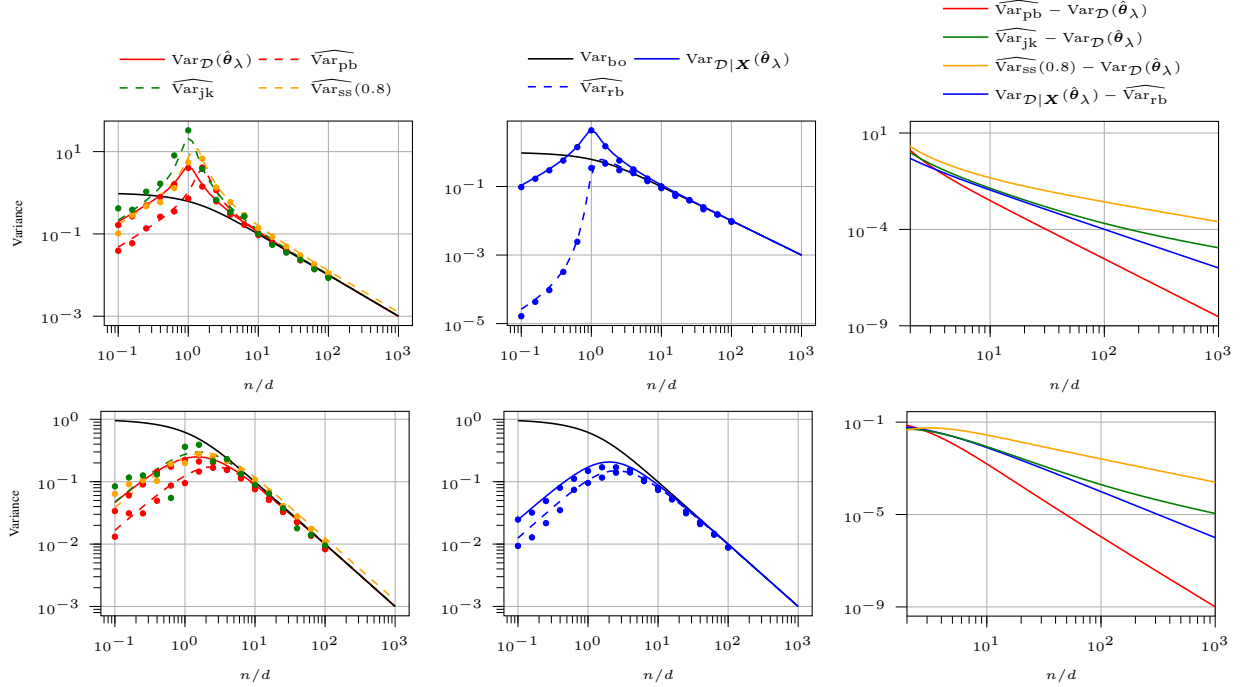 Var_𝒟(θ̂_λ) Var̂_pb
Var̂_jk Var̂_ss(0.8)
Var_bo Var_𝒟|𝑿(θ̂_λ)
Var̂_rb
Var̂_pb − Var_𝒟(θ̂_λ)
Var̂_jk − Var_𝒟(θ̂_λ)
Var̂_ss(0.8) − Var_𝒟(θ̂_λ)
Var_𝒟|𝑿(θ̂_λ) − Var̂_rb
Variance
10^1
10^−1
10^−3
10^−1 10^0 10^1 10^2 10^3
n/d
10^−1
10^−3
10^−5
10^−1 10^0 10^1 10^2 10^3
n/d
10^1
10^−4
10^−9
10^1 10^2 10^3
n/d
Variance
10^0
10^−1
10^−2
10^−3
10^−1 10^0 10^1 10^2 10^3
n/d
10^0
10^−1
10^−2
10^−3
10^−1 10^0 10^1 10^2 10^3
n/d
10^−1
10^−5
10^−9
10^1 10^2 10^3
n/d